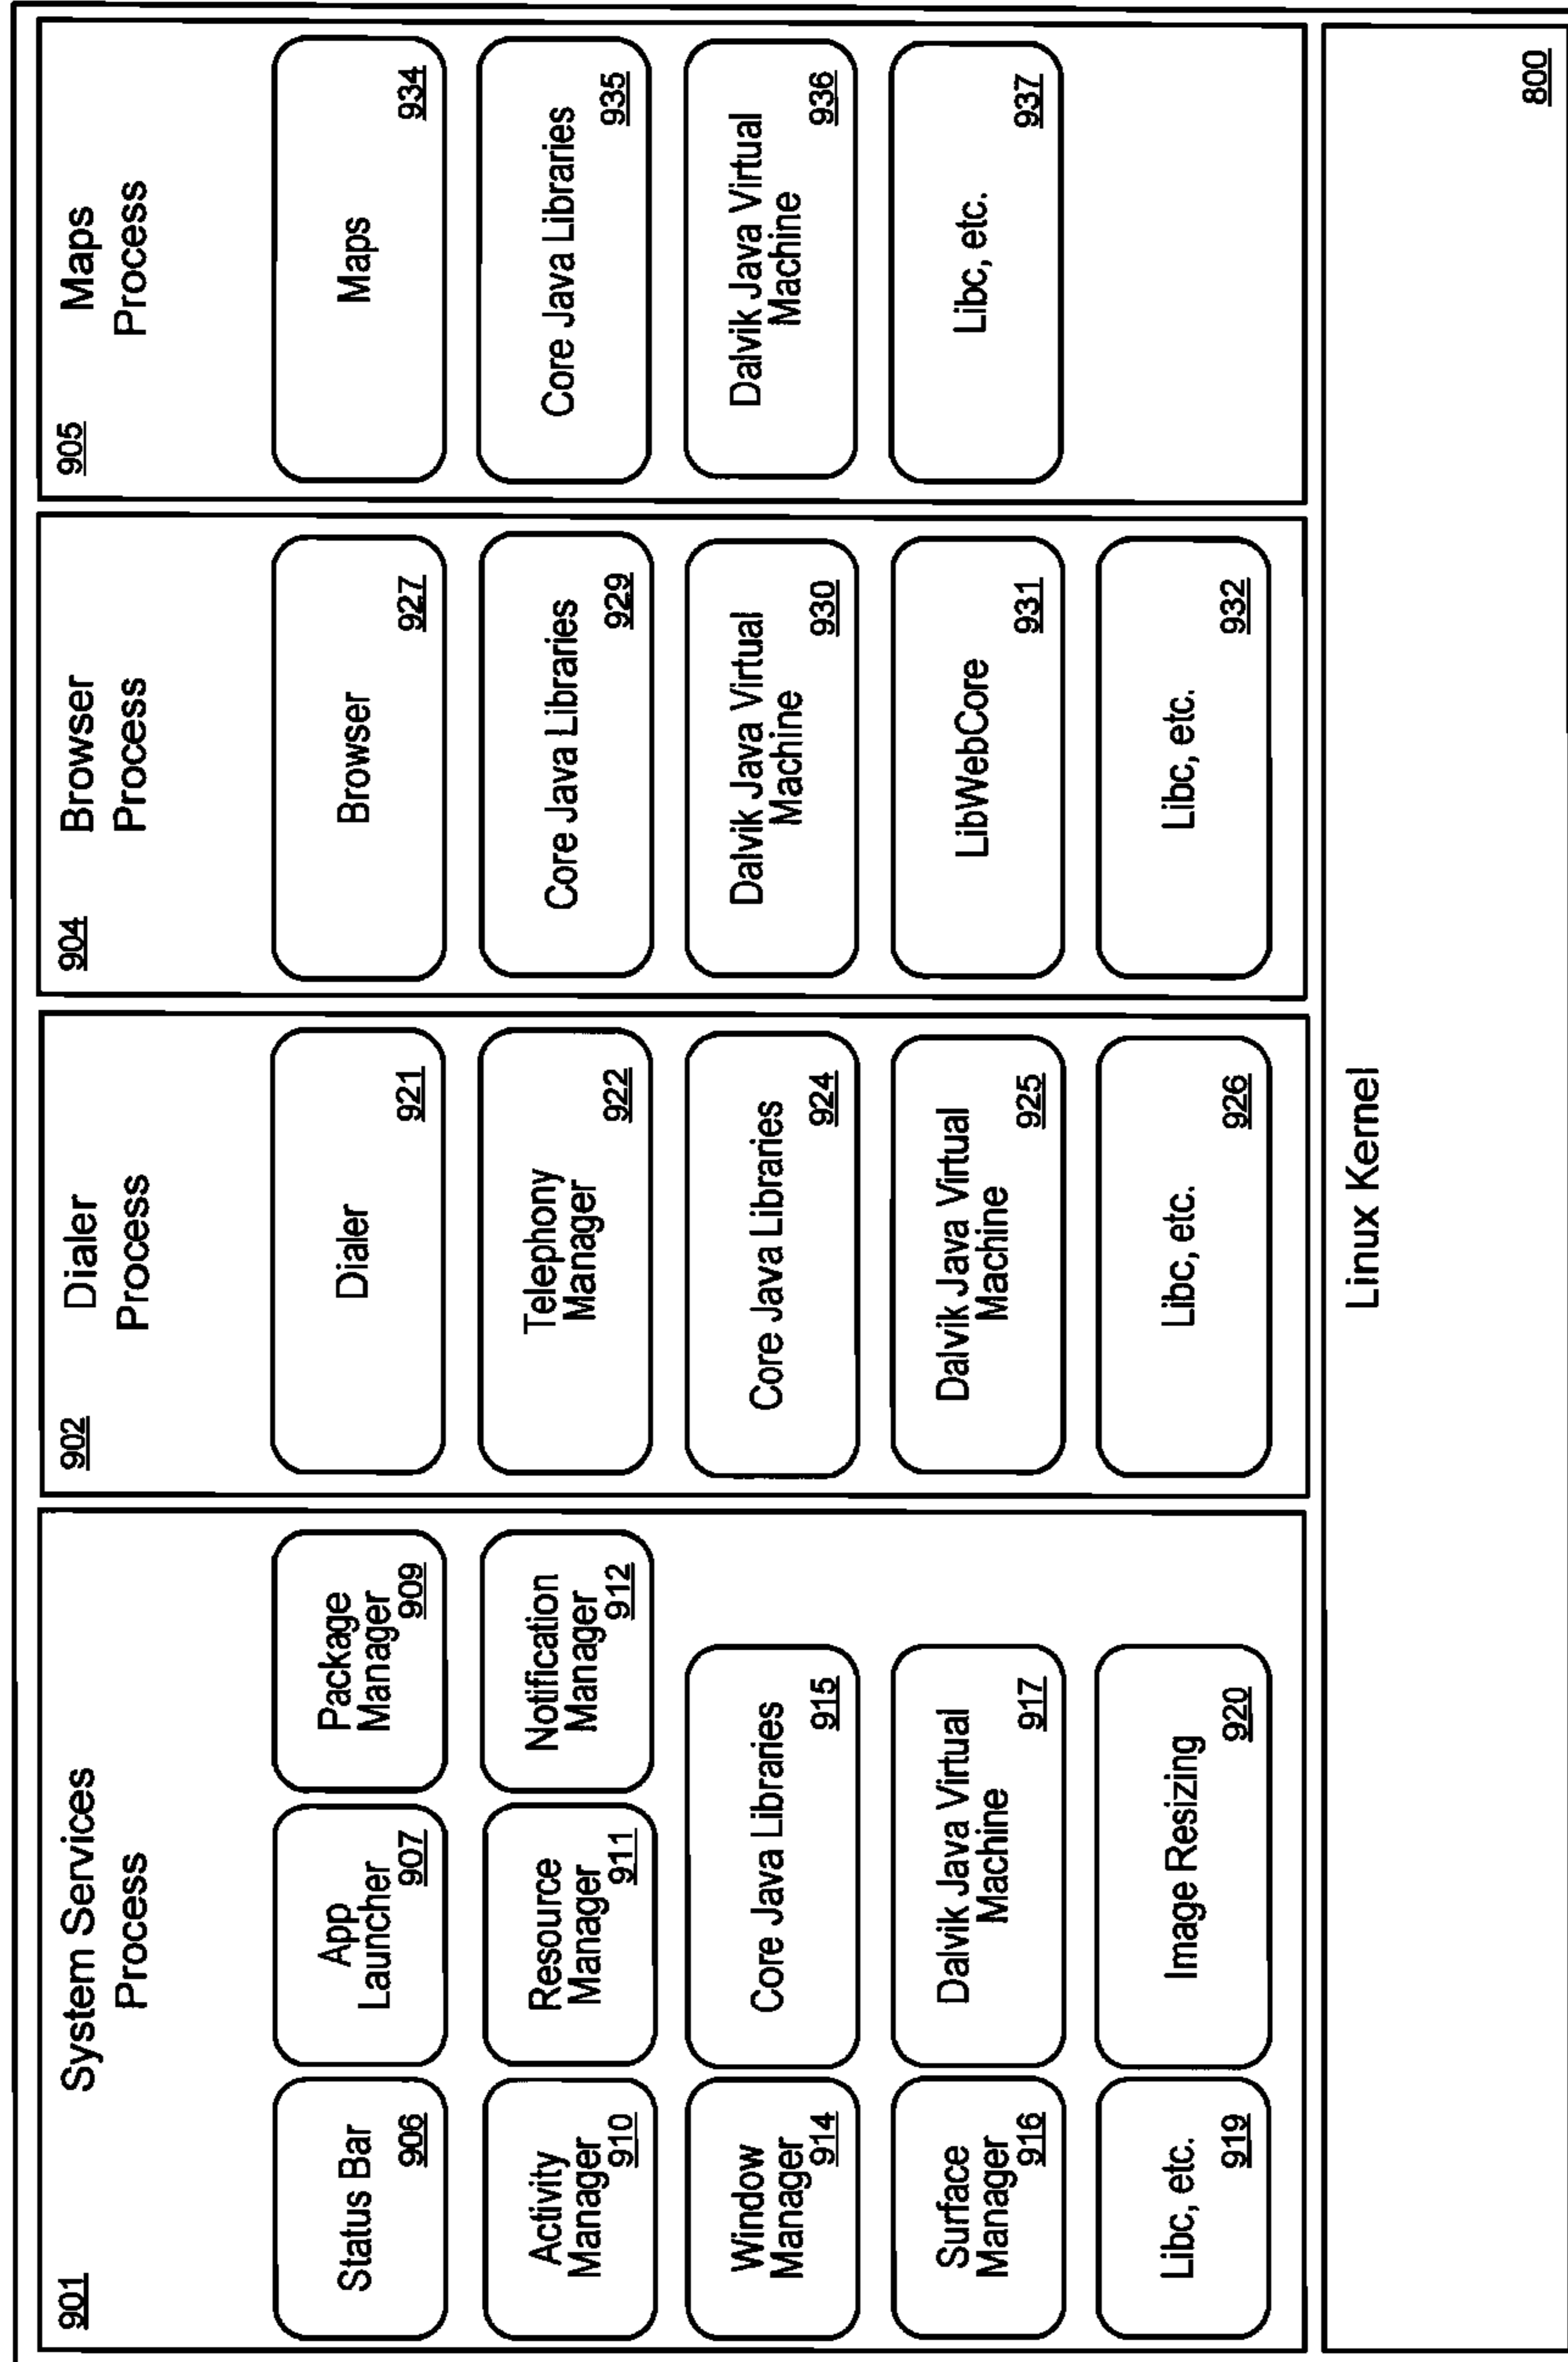 901
System Services
Process
Status Bar
906
App
Launcher
907
Package
Manager
909
Activity
Manager
910
Resource
Manager
911
Notification
Manager
912
Window
Manager
914
Core Java Libraries
915
Surface
Manager
916
Dalvik Java Virtual
Machine
917
Libc, etc.
919
Image Resizing
920
902
Dialer
Process
Dialer
921
Telephony
Manager
922
Core Java Libraries
924
Dalvik Java Virtual
Machine
925
Libc, etc.
926
904
Browser
Process
Browser
927
Core Java Libraries
929
Dalvik Java Virtual
Machine
930
LibWebCore
931
Libc, etc.
932
905
Maps
Process
Maps
934
Core Java Libraries
935
Dalvik Java Virtual
Machine
936
Libc, etc.
937
Linux Kernel
800